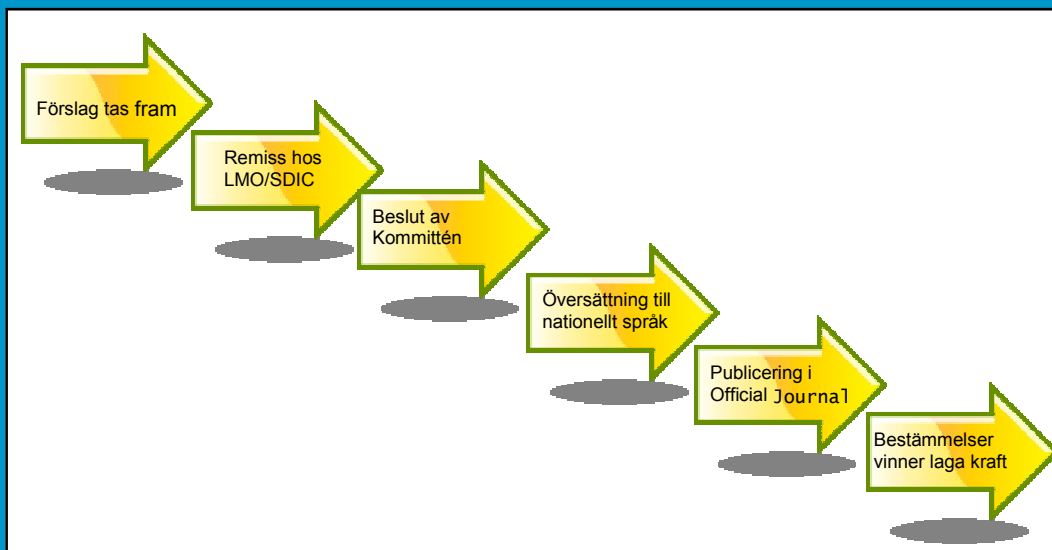 Förslag tas fram
Remiss hos
LMO/SDIC
Beslut av
Kommittén
Översättning till
nationellt språk
Publicering i
Official Journal
Bestämmelser
vinner laga kraft